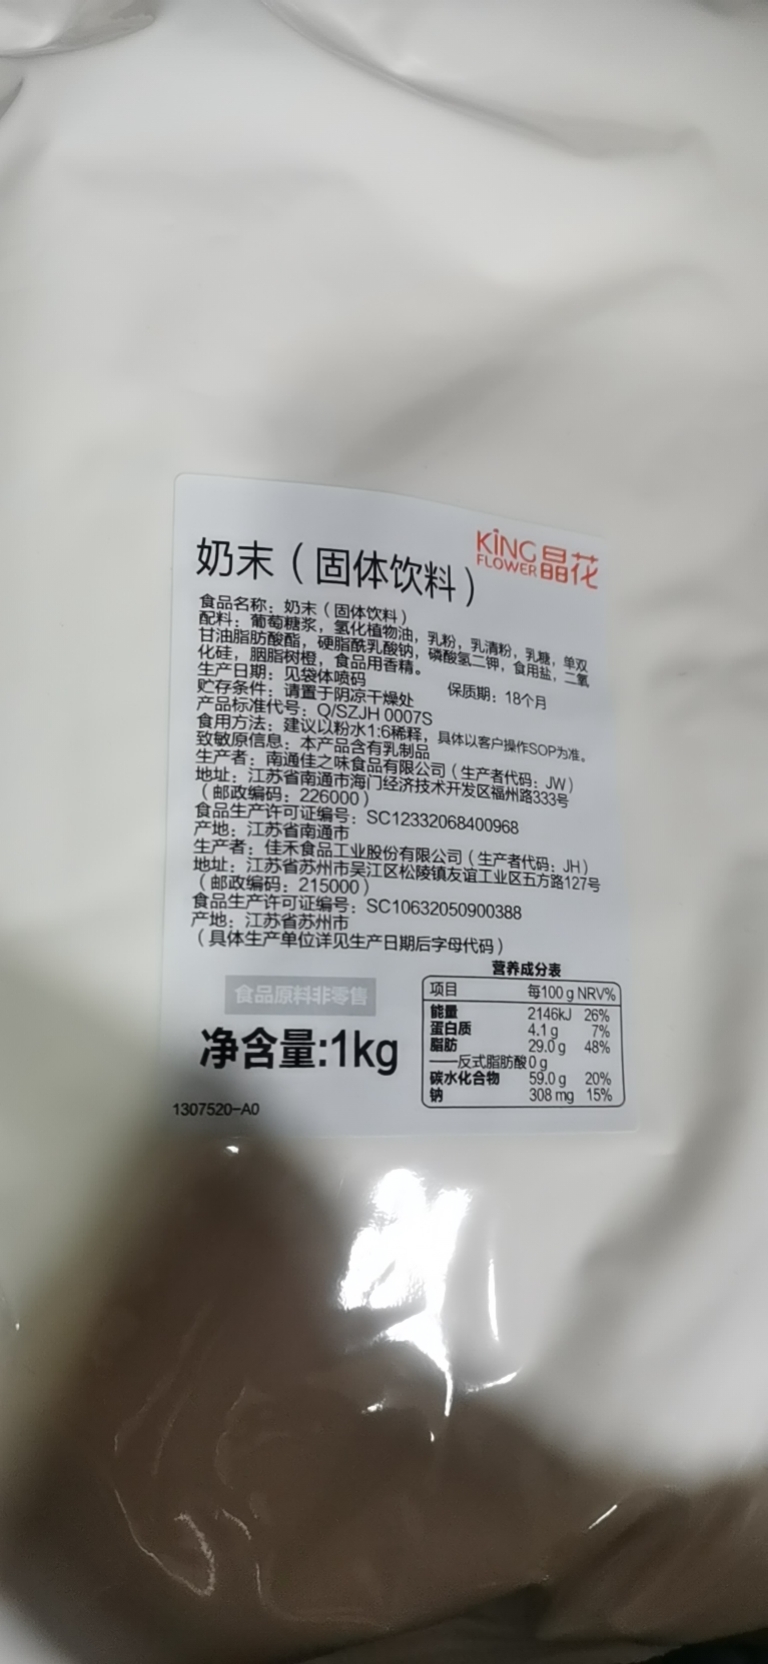 KING FLOWER 晶花
奶末（固体饮料）
食品名称：奶末（固体饮料）
配料：葡萄糖浆，氢化植物油，乳粉，乳清粉，乳糖，单双
甘油脂肪酸酯，硬脂酰乳酸钠，磷酸氢二钾，食用盐，二氧
化硅，胭脂树橙，食品用香精。
生产日期：见袋体喷码 保质期：18个月
贮存条件：请置于阴凉干燥处
产品标准代号：Q/SZJH 0007S
食用方法：建议以粉水1:6稀释，具体以客户操作SOP为准。
致敏原信息：本产品含有乳制品
生产者：南通佳之味食品有限公司（生产者代码：JW）
地址：江苏省南通市海门经济技术开发区福州路333号
（邮政编码：226000）
食品生产许可证编号：SC12332068400968
产地：江苏省南通市
生产者：佳禾食品工业股份有限公司（生产者代码：JH）
地址：江苏省苏州市吴江区松陵镇友谊工业区五方路127号
（邮政编码：215000）
食品生产许可证编号：SC10632050900388
产地：江苏省苏州市
（具体生产单位详见生产日期后字母代码）
营养成分表
项目 每100 g NRV%
能量 2146kJ 26%
蛋白质 4.1 g 7%
脂肪 29.0 g 48%
——反式脂肪酸 0 g
碳水化合物 59.0 g 20%
钠 308 mg 15%
食品原料非零售
净含量:1kg
1307520-A0